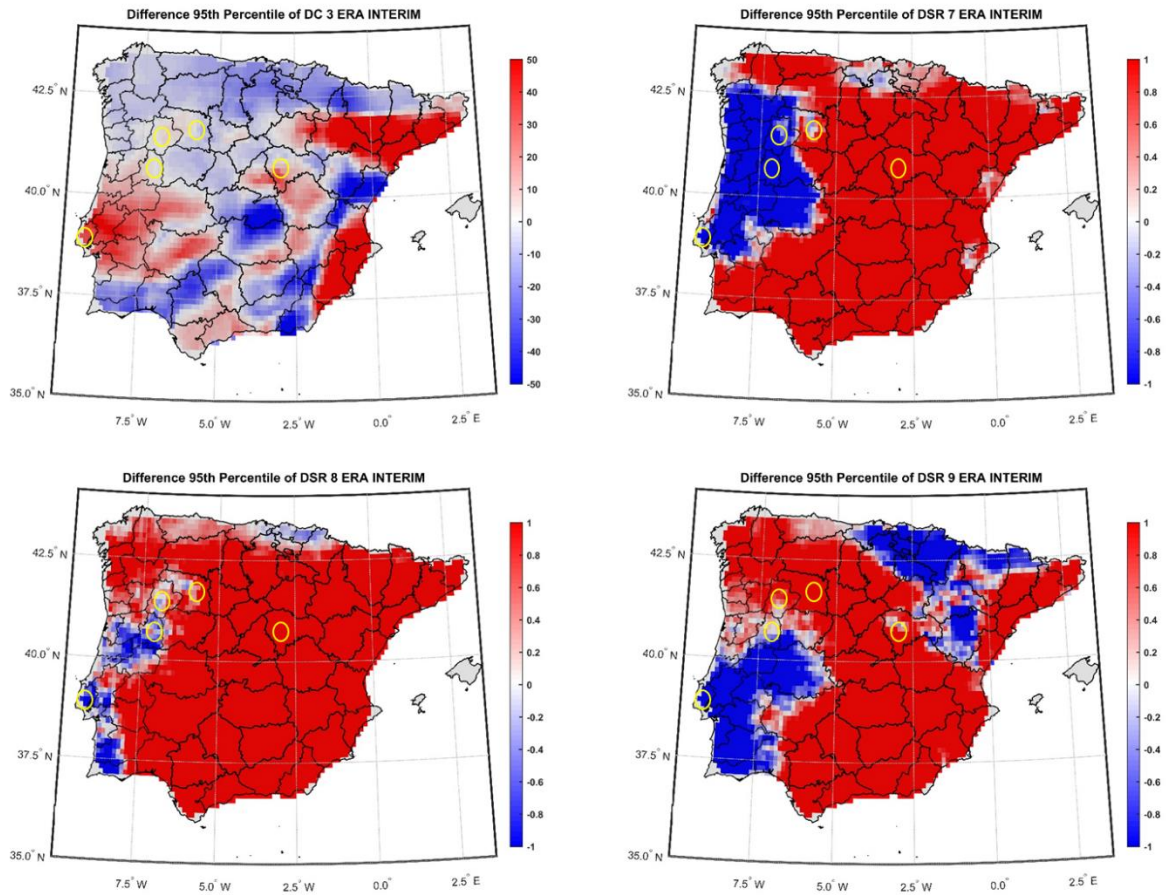 Difference 95th Percentile of DC 3 ERA INTERIM
42.5° N
40.0° N
37.5° N
35.0° N
7.5° W
5.0° W
2.5° W
0.0°
2.5° E
50
40
30
20
10
0
-10
-20
-30
-40
-50
Difference 95th Percentile of DSR 7 ERA INTERIM
42.5° N
40.0° N
37.5° N
35.0° N
7.5° W
5.0° W
2.5° W
0.0°
2.5° E
1
0.8
0.6
0.4
0.2
0
-0.2
-0.4
-0.6
-0.8
-1
Difference 95th Percentile of DSR 8 ERA INTERIM
42.5° N
40.0° N
37.5° N
35.0° N
7.5° W
5.0° W
2.5° W
0.0°
2.5° E
1
0.8
0.6
0.4
0.2
0
-0.2
-0.4
-0.6
-0.8
-1
Difference 95th Percentile of DSR 9 ERA INTERIM
42.5° N
40.0° N
37.5° N
35.0° N
7.5° W
5.0° W
2.5° W
0.0°
2.5° E
1
0.8
0.6
0.4
0.2
0
-0.2
-0.4
-0.6
-0.8
-1